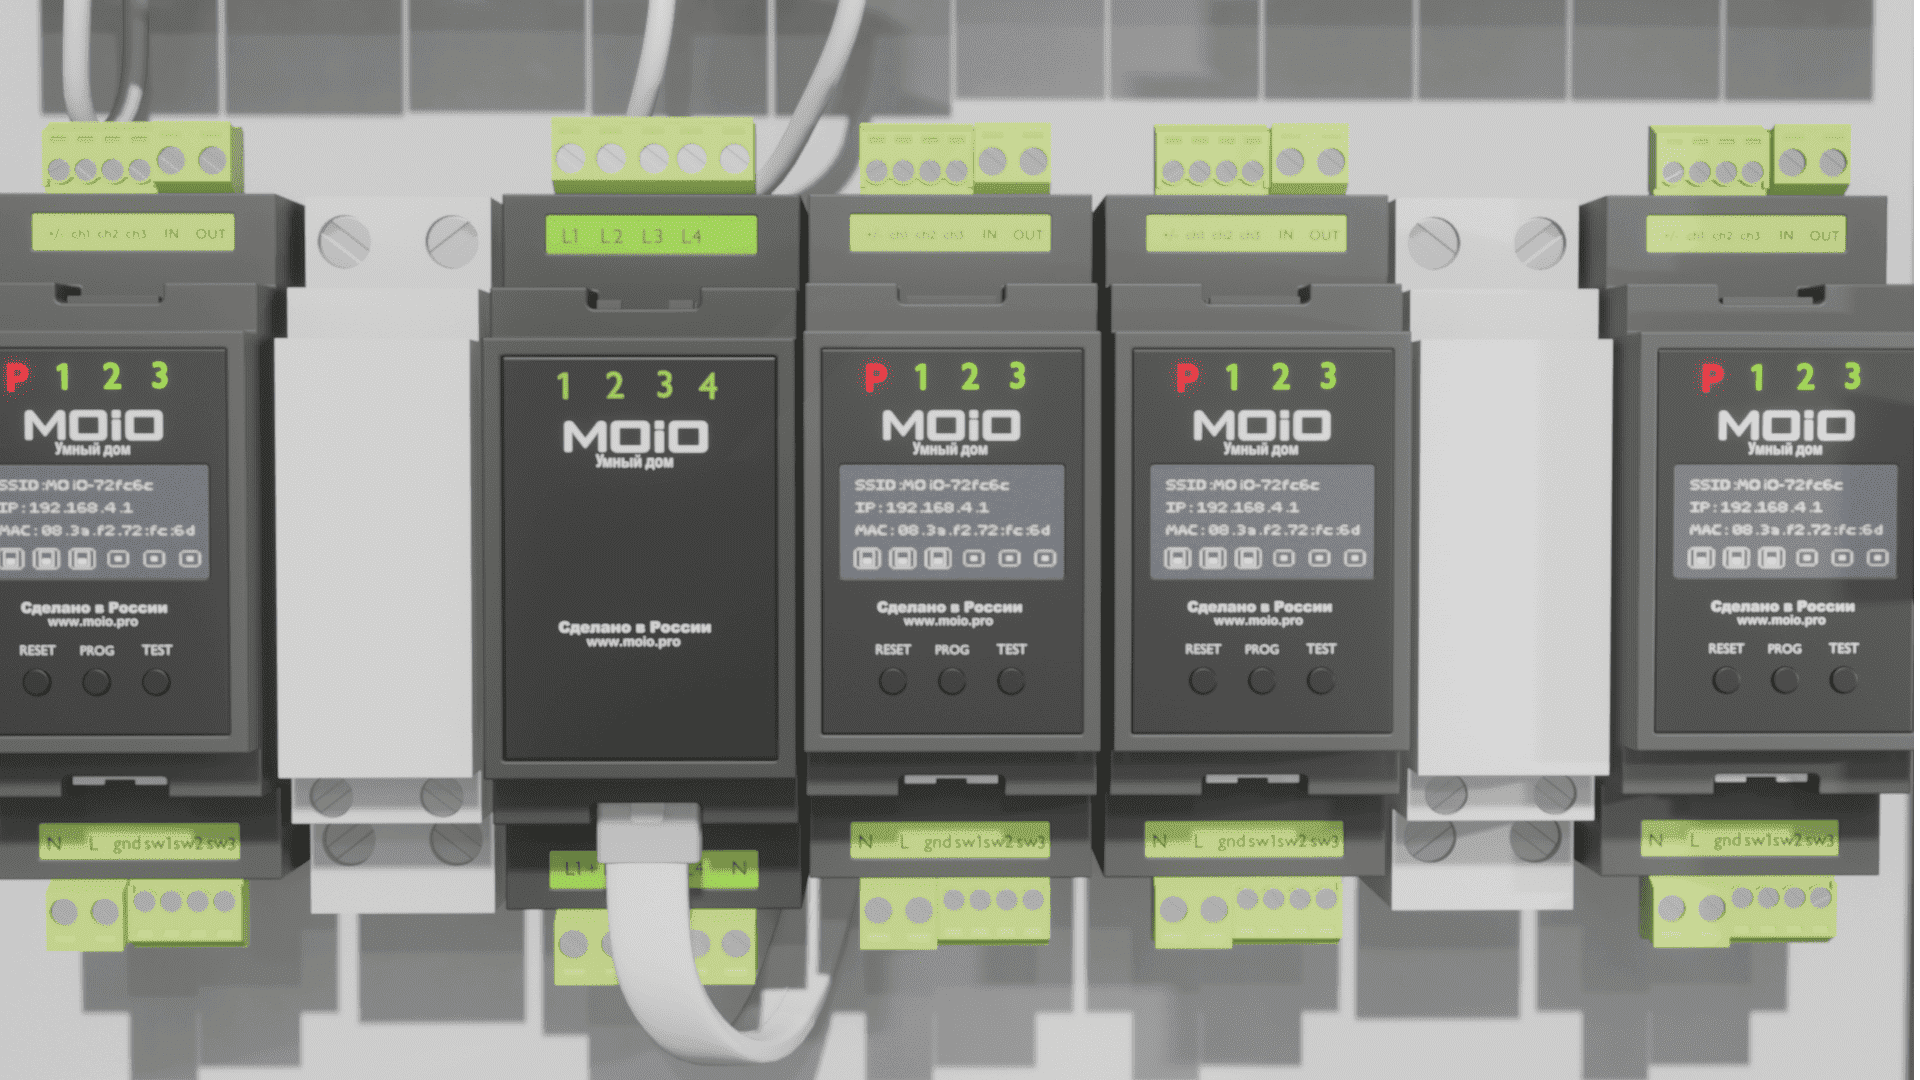 +/- ch1 ch2 ch3 IN OUT
P 1 2 3
MOiO
Умный дом
SSID:MOiO-72fc6c
IP:192.168.4.1
MAC:08.3a.f2.72:fc:6d
Сделано в России
www.moio.pro
RESET PROG TEST
N L gnd sw1 sw2 sw3
L1 L2 L3 L4
1 2 3 4
MOiO
Умный дом
Сделано в России
www.moio.pro
L1+ N
+/- ch1 ch2 ch3 IN OUT
P 1 2 3
MOiO
Умный дом
SSID:MOiO-72fc6c
IP:192.168.4.1
MAC:08.3a.f2.72:fc:6d
Сделано в России
www.moio.pro
RESET PROG TEST
N L gnd sw1 sw2 sw3
+/- ch1 ch2 ch3 IN OUT
P 1 2 3
MOiO
Умный дом
SSID:MOiO-72fc6c
IP:192.168.4.1
MAC:08.3a.f2.72:fc:6d
Сделано в России
www.moio.pro
RESET PROG TEST
N L gnd sw1 sw2 sw3
+/- ch1 ch2 ch3 IN OUT
P 1 2 3
MOiO
Умный дом
SSID:MOiO-72fc6c
IP:192.168.4.1
MAC:08.3a.f2.72:fc:6d
Сделано в России
www.moio.pro
RESET PROG TEST
N L gnd sw1 sw2 sw3